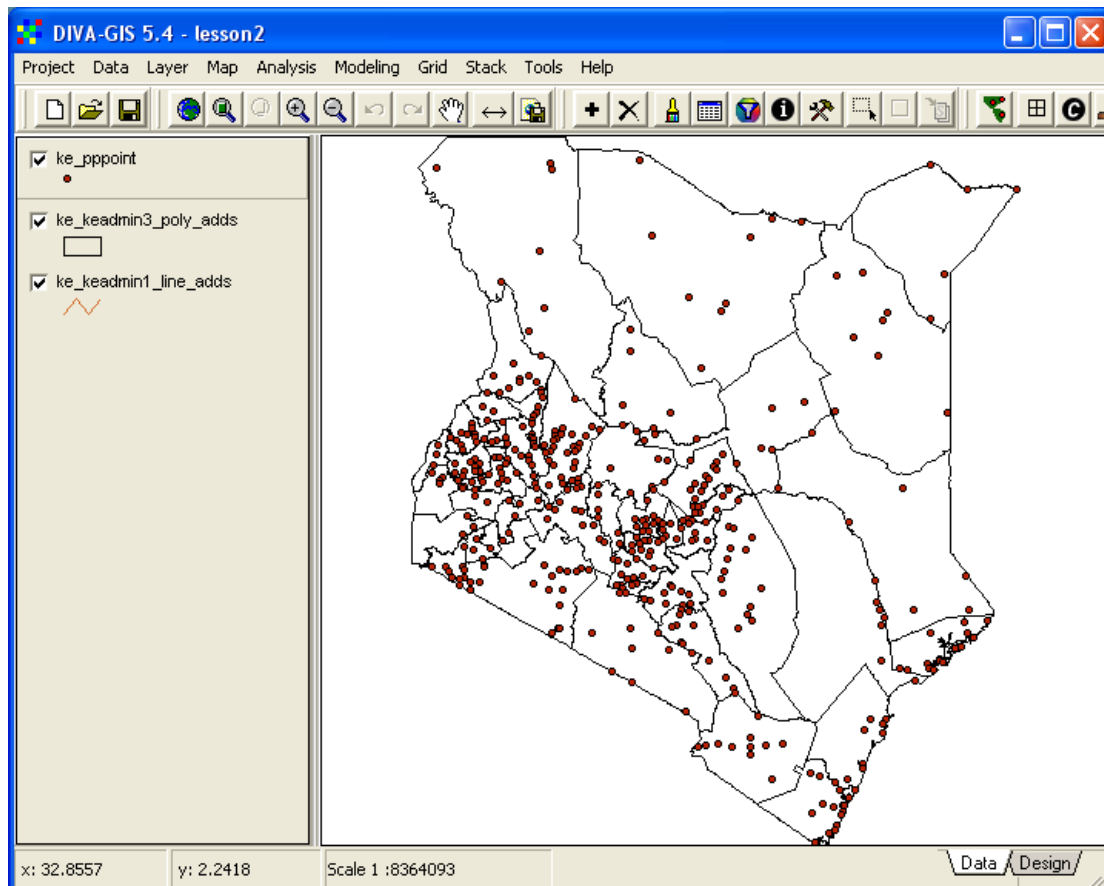 DIVA-GIS 5.4 - lesson2
Project Data Layer Map Analysis Modeling Grid Stack Tools Help
ke_pppoint
ke_keadmin3_poly_adds
ke_keadmin1_line_adds
x: 32.8557 y: 2.2418 Scale 1 :8364093 Data Design